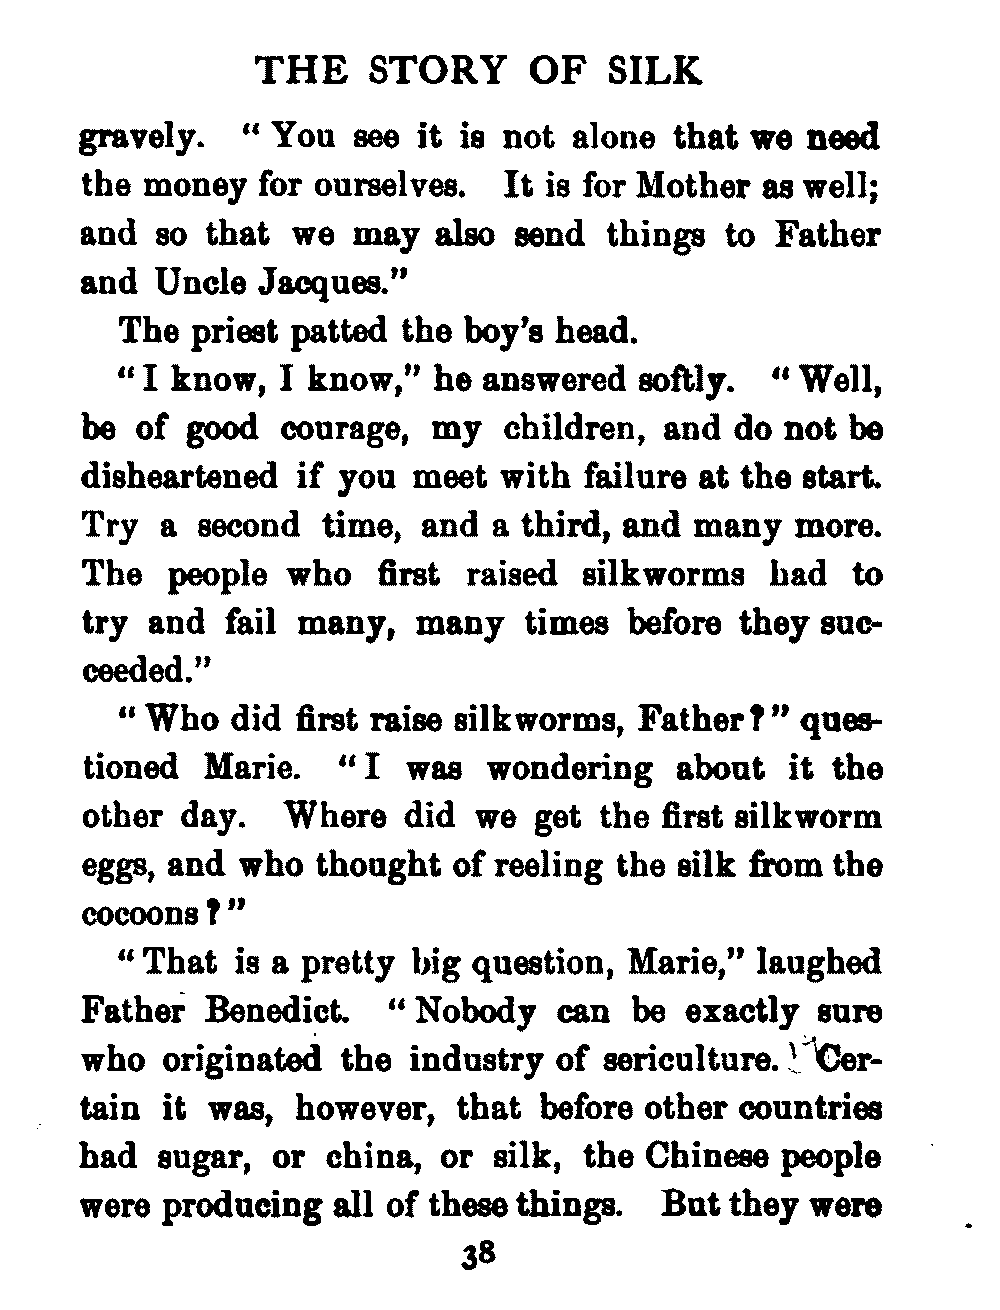 THE STORY OF SILK
gravely. “ You see it is not alone that we need
the money for ourselves. It is for Mother as well;
and so that we may also send things to Father
and Uncle Jacques.”
The priest patted the boy’s head.
“ I know, I know,” he answered softly. “ Well,
be of good courage, my children, and do not be
disheartened if you meet with failure at the start.
Try a second time, and a third, and many more.
The people who first raised silkworms had to
try and fail many, many times before they suc-
ceeded.”
“ Who did first raise silkworms, Father ? ” ques-
tioned Marie. “ I was wondering about it the
other day. Where did we get the first silkworm
eggs, and who thought of reeling the silk from the
cocoons ? ”
“ That is a pretty big question, Marie,” laughed
Father Benedict. “ Nobody can be exactly sure
who originated the industry of sericulture. Cer-
tain it was, however, that before other countries
had sugar, or china, or silk, the Chinese people
were producing all of these things. But they were
38